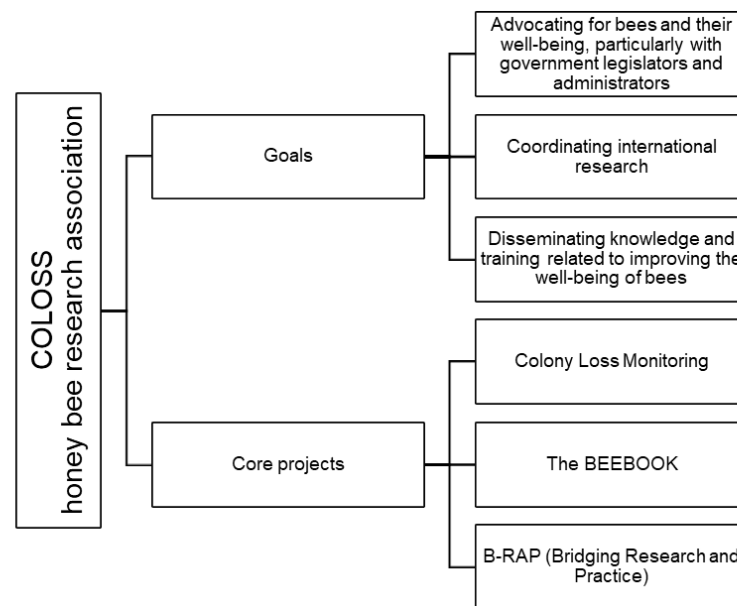 COLOSS
honey bee research association
Goals
Advocating for bees and their
well-being, particularly with
government legislators and
administrators
Coordinating international
research
Disseminating knowledge and
training related to improving the
well-being of bees
Core projects
Colony Loss Monitoring
The BEEBOOK
B-RAP (Bridging Research and
Practice)